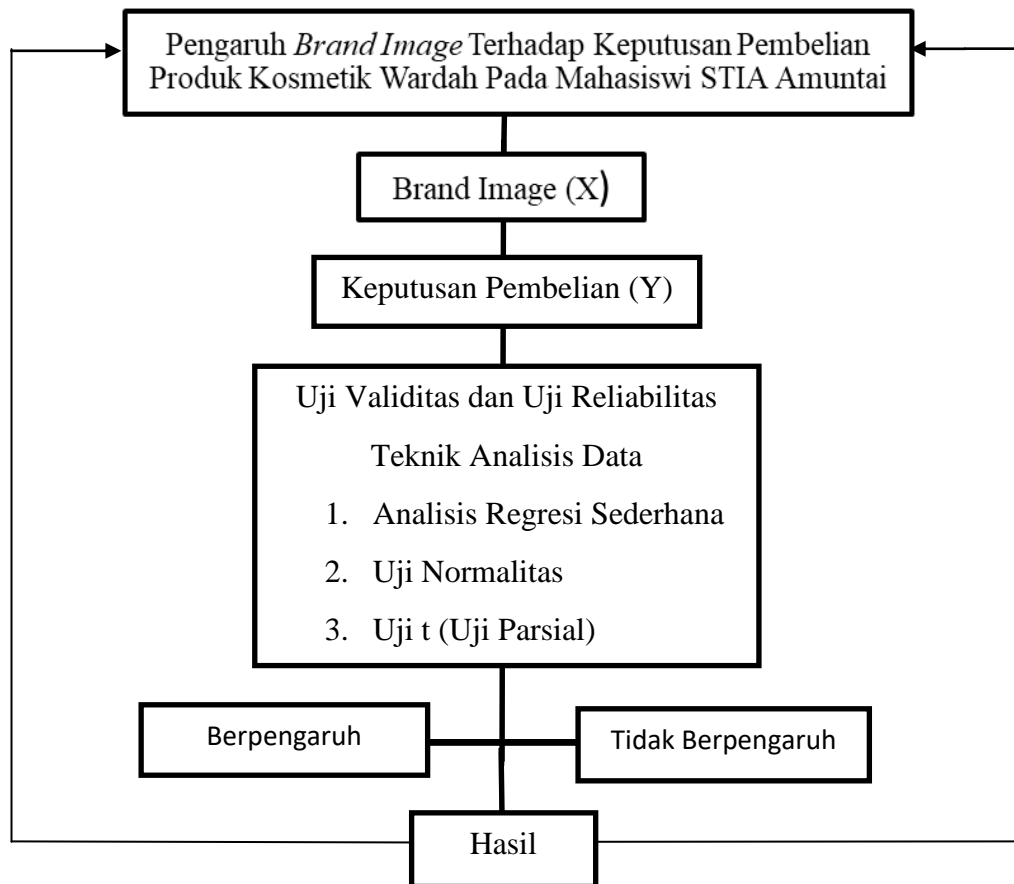 Pengaruh Brand Image Terhadap Keputusan Pembelian
Produk Kosmetik Wardah Pada Mahasiswi STIA Amuntai
Brand Image (X)
Keputusan Pembelian (Y)
Uji Validitas dan Uji Reliabilitas
Teknik Analisis Data
1. Analisis Regresi Sederhana
2. Uji Normalitas
3. Uji t (Uji Parsial)
Berpengaruh
Tidak Berpengaruh
Hasil